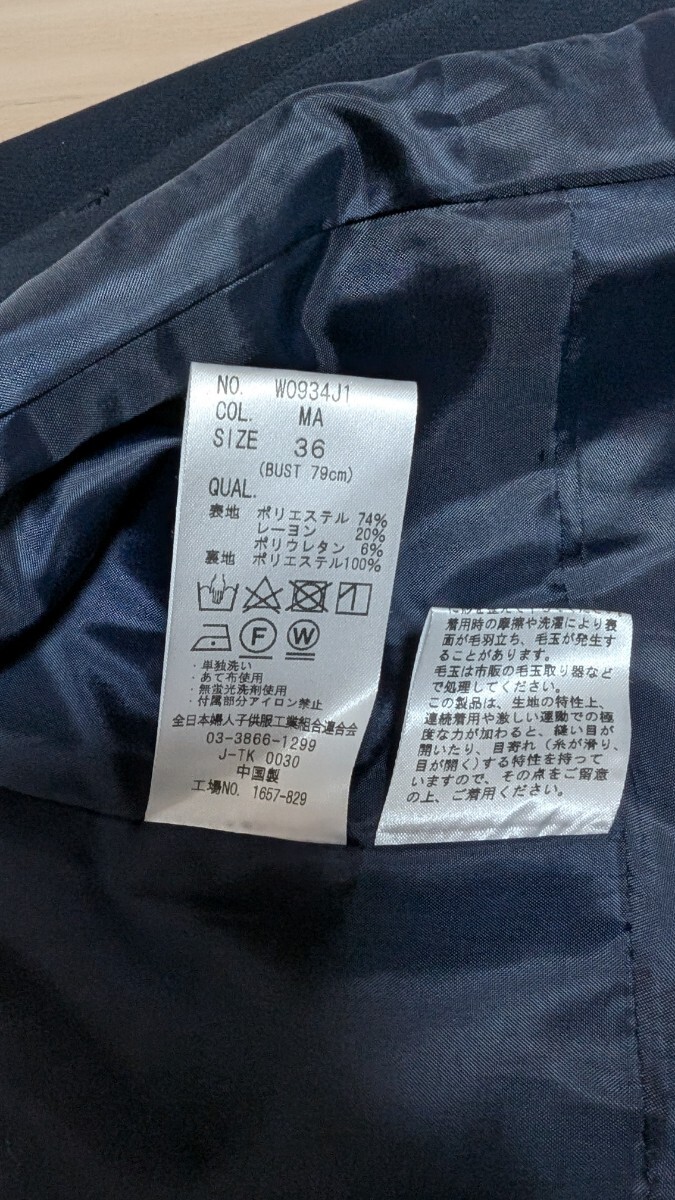 NO. W0934J1
COL. MA
SIZE 36
(BUST 79cm)
QUAL.
表地 ポリエステル 74%
レーヨン 20%
ポリウレタン 6%
裏地 ポリエステル100%
F W
・単独洗い
・あて布使用
・無蛍光洗剤使用
・付属部分アイロン禁止
全日本婦人子供服工業組合連合会
03-3866-1299
J-TK 0030
中国製
工場NO. 1657-829
着用時の摩擦や洗濯により表
面が毛羽立ち、毛玉が発生す
ることがあります。
毛玉は市販の毛玉取り器など
で処理してください。
この製品は、生地の特性上、
連続着用や激しい運動での極
度な力が加わると、縫い目が
開いたり、目寄れ(糸が滑り、
目が開く)する特性を持って
いますので、その点をご留意
の上、ご着用ください。